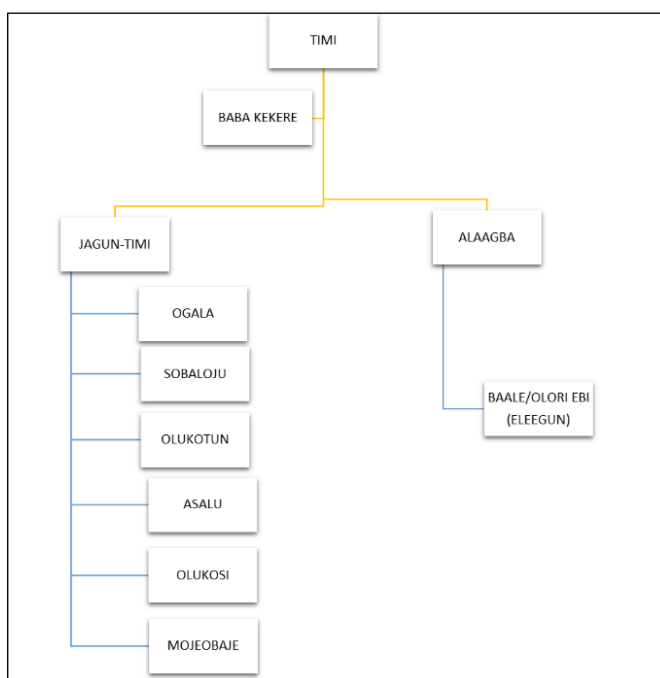 TIMI
BABA KEKERE
JAGUN-TIMI
ALAAGBA
OGALA
SOBALOJU
OLUKOTUN
ASALU
OLUKOSI
MOJEOBAJE
BAALE/OLORI EBI
(ELEEGUN)